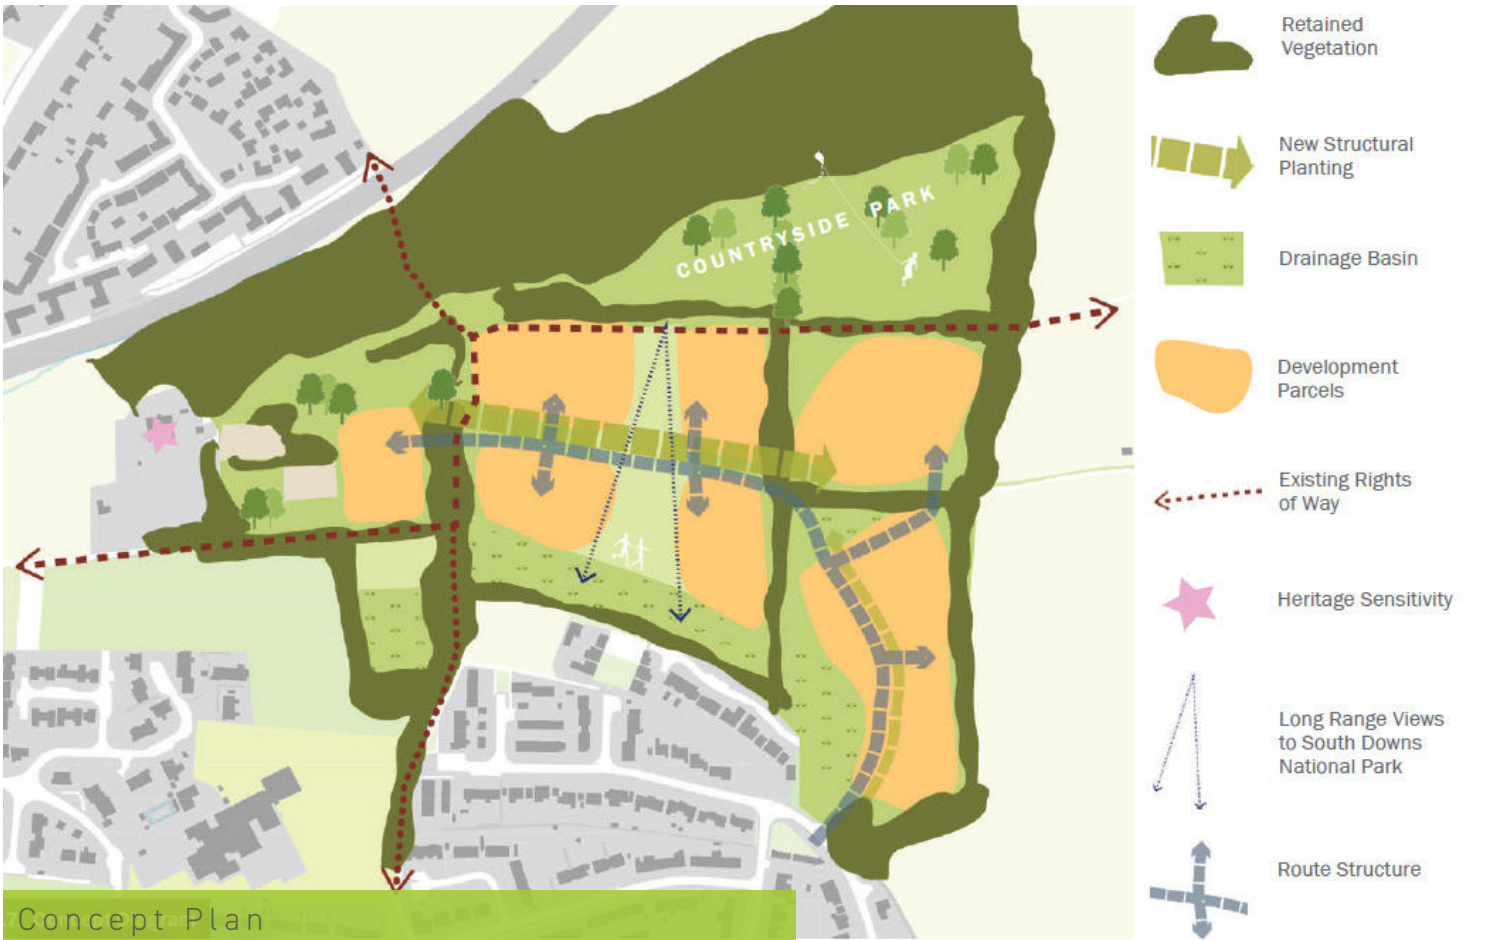 COUNTRYSIDE PARK
Retained
Vegetation
New Structural
Planting
Drainage Basin
Development
Parcels
Existing Rights
of Way
Heritage Sensitivity
Long Range Views
to South Downs
National Park
Route Structure
Concept Plan